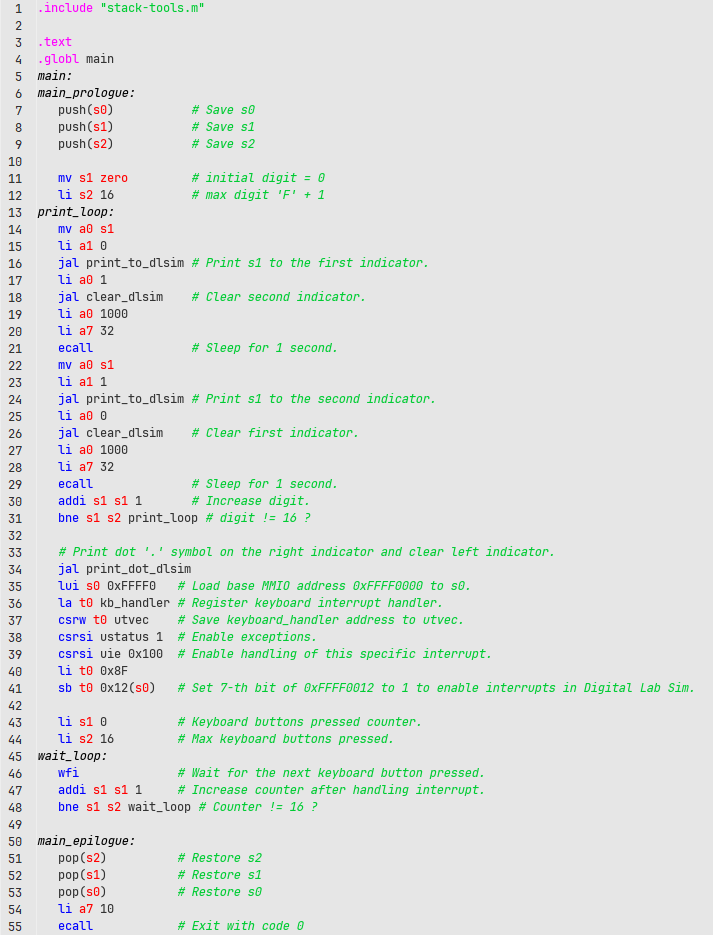 1 .include "stack-tools.m"
2
3 .text
4 .globl main
5 main:
6 main_prologue:
7 push(s0) # Save s0
8 push(s1) # Save s1
9 push(s2) # Save s2
10
11 mv s1 zero # initial digit = 0
12 li s2 16 # max digit 'F' + 1
13 print_loop:
14 mv a0 s1
15 li a1 0
16 jal print_to_dlsim # Print s1 to the first indicator.
17 li a0 1
18 jal clear_dlsim # Clear second indicator.
19 li a0 1000
20 li a7 32
21 ecall # Sleep for 1 second.
22 mv a0 s1
23 li a1 1
24 jal print_to_dlsim # Print s1 to the second indicator.
25 li a0 0
26 jal clear_dlsim # Clear first indicator.
27 li a0 1000
28 li a7 32
29 ecall # Sleep for 1 second.
30 addi s1 s1 1 # Increase digit.
31 bne s1 s2 print_loop # digit != 16 ?
32
33 # Print dot '.' symbol on the right indicator and clear left indicator.
34 jal print_dot_dlsim
35 lui s0 0xFFFF0 # Load base MMIO address 0xFFFF0000 to s0.
36 la t0 kb_handler # Register keyboard interrupt handler.
37 csrw t0 utvec # Save keyboard_handler address to utvec.
38 csrsi ustatus 1 # Enable exceptions.
39 csrsi uie 0x100 # Enable handling of this specific interrupt.
40 li t0 0x8F
41 sb t0 0x12(s0) # Set 7-th bit of 0xFFFF0012 to 1 to enable interrupts in Digital Lab Sim.
42
43 li s1 0 # Keyboard buttons pressed counter.
44 li s2 16 # Max keyboard buttons pressed.
45 wait_loop:
46 wfi # Wait for the next keyboard button pressed.
47 addi s1 s1 1 # Increase counter after handling interrupt.
48 bne s1 s2 wait_loop # Counter != 16 ?
49
50 main_epilogue:
51 pop(s2) # Restore s2
52 pop(s1) # Restore s1
53 pop(s0) # Restore s0
54 li a7 10
55 ecall # Exit with code 0